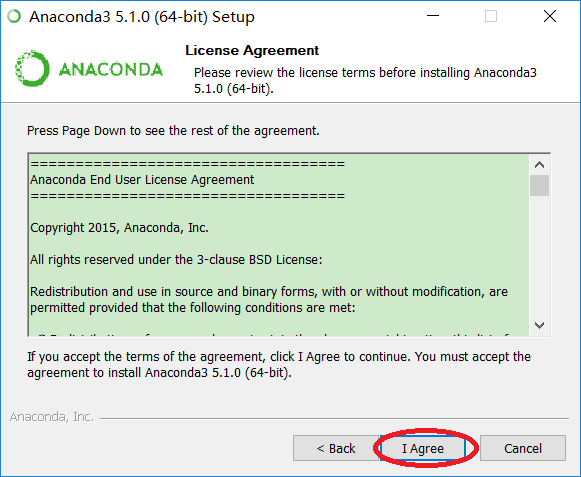 Anaconda3 5.1.0 (64-bit) Setup
ANACONDA
License Agreement
Please review the license terms before installing Anaconda3
5.1.0 (64-bit).
Press Page Down to see the rest of the agreement.
===================================
Anaconda End User License Agreement
===================================
Copyright 2015, Anaconda, Inc.
All rights reserved under the 3-clause BSD License:
Redistribution and use in source and binary forms, with or without modification, are
permitted provided that the following conditions are met:
If you accept the terms of the agreement, click I Agree to continue. You must accept the
agreement to install Anaconda3 5.1.0 (64-bit).
Anaconda, Inc.
< Back
I Agree
Cancel